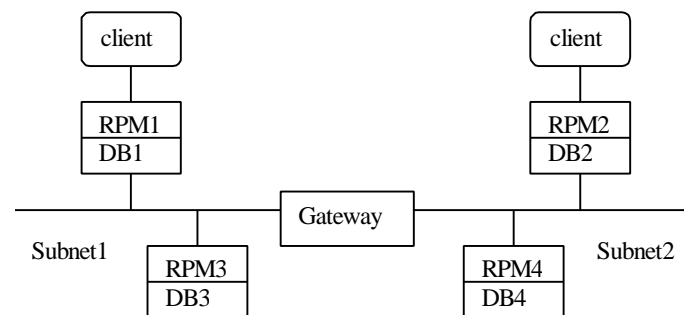 client
client
RPM1
DB1
RPM2
DB2
Gateway
Subnet1
Subnet2
RPM3
DB3
RPM4
DB4